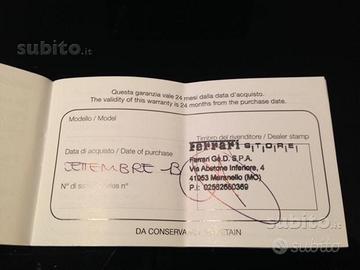 subito.it
Questa garanzia vale 24 mesi dalla data d'acquisto.
The validity of this warranty is 24 months from the purchase date.
Modello / Model
Timbro del rivenditore / Dealer stamp
Ferrari STORE
Ferrari Ge.D. S.P.A.
Via Abetone Inferiore, 4
41053 Maranello (MO)
Data di acquisto / Date of purchase
SETTEMBRE
N° di
n°
DA CONSERVARE
subito.it